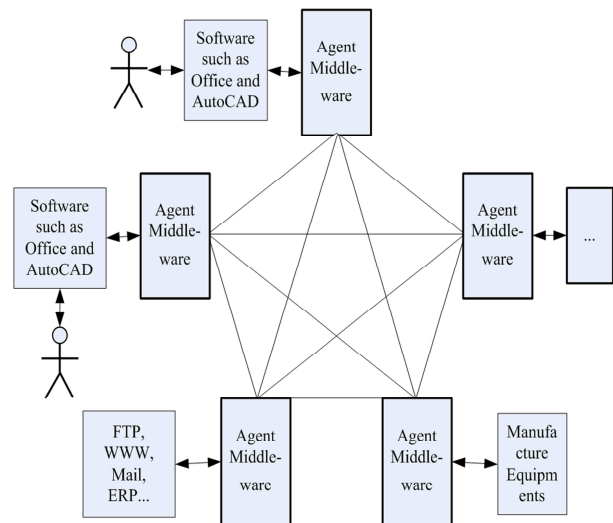 Software
such as
Office and
AutoCAD
Agent
Middle-
ware
Software
such as
Office and
AutoCAD
Agent
Middle-
ware
Agent
Middle-
ware
...
FTP,
WWW,
Mail,
ERP...
Agent
Middle-
ware
Agent
Middle-
ware
Manufa
cture
Equipm
ents